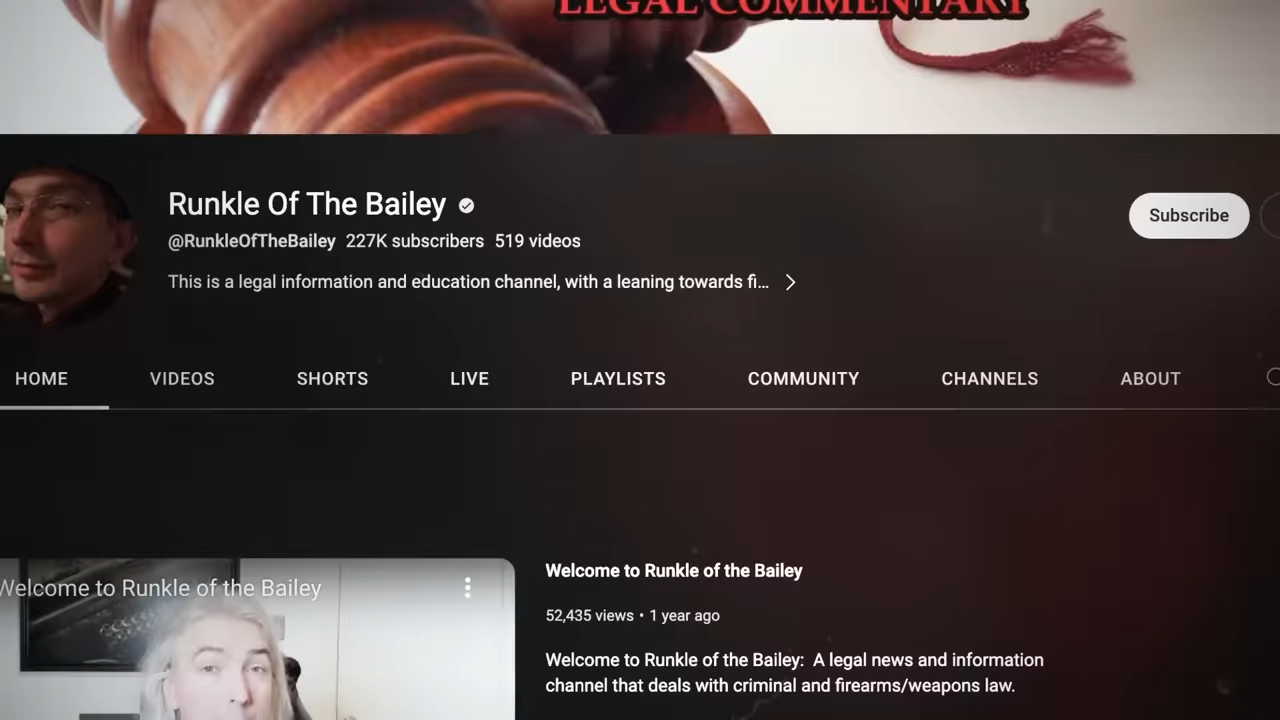 LEGAL COMMENTARY
Runkle Of The Bailey
@RunkleOfTheBailey 227K subscribers 519 videos
This is a legal information and education channel, with a leaning towards fi...
Subscribe
HOME VIDEOS SHORTS LIVE PLAYLISTS COMMUNITY CHANNELS ABOUT
Welcome to Runkle of the Bailey
Welcome to Runkle of the Bailey
52,435 views • 1 year ago
Welcome to Runkle of the Bailey: A legal news and information
channel that deals with criminal and firearms/weapons law.